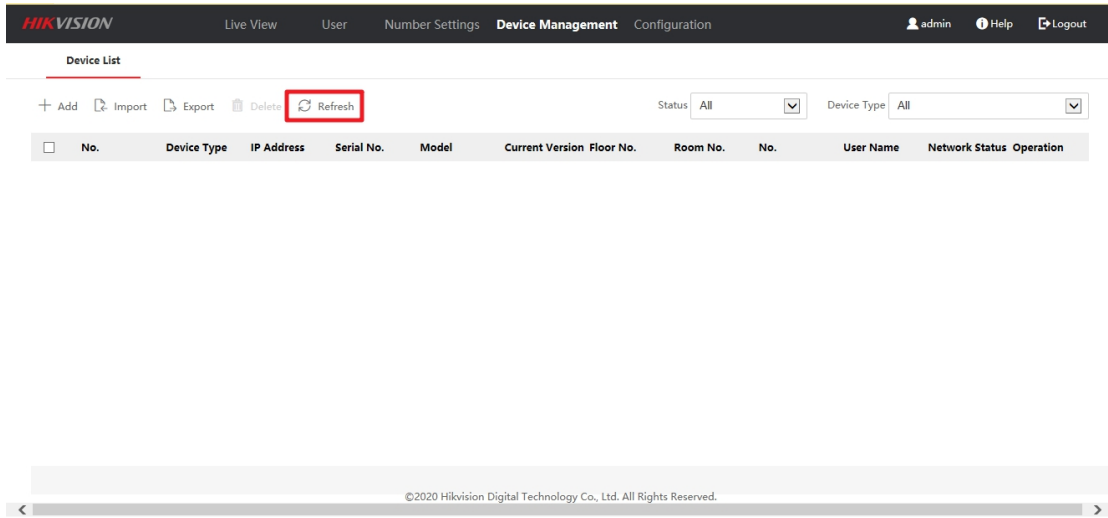 HIKVISION Live View User Number Settings Device Management Configuration admin Help Logout
Device List
Add Import Export Delete Refresh Status All Device Type All
No. Device Type IP Address Serial No. Model Current Version Floor No. Room No. No. User Name Network Status Operation
©2020 Hikvision Digital Technology Co., Ltd. All Rights Reserved.